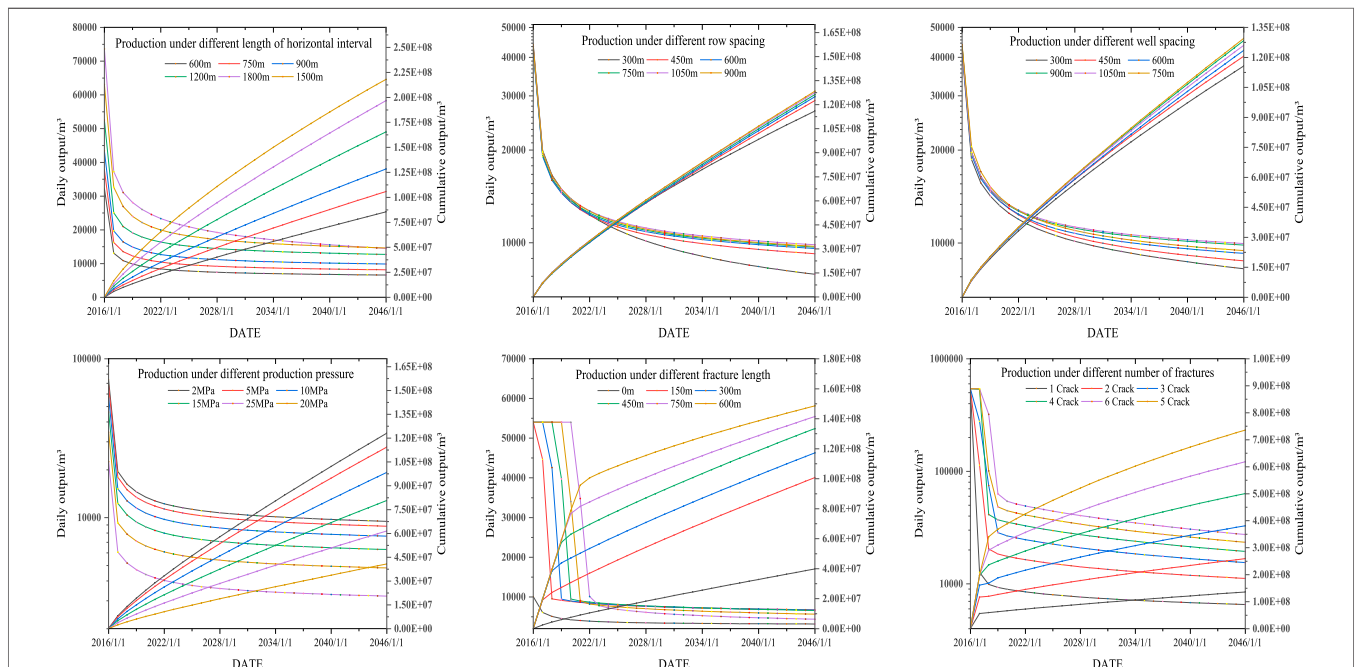 Production under different length of horizontal interval
600m 750m 900m
1200m 1800m 1500m
Daily output/m³
80000
70000
60000
50000
40000
30000
20000
10000
0
Cumulative output/m³
2.50E+08
2.25E+08
2.00E+08
1.75E+08
1.50E+08
1.25E+08
1.00E+08
7.50E+07
5.00E+07
2.50E+07
0.00E+00
2016/1/1 2022/1/1 2028/1/1 2034/1/1 2040/1/1 2046/1/1
DATE
Production under different row spacing
300m 450m 600m
750m 1050m 900m
Daily output/m³
50000
40000
30000
20000
10000
Cumulative output/m³
1.65E+08
1.50E+08
1.35E+08
1.20E+08
1.05E+08
9.00E+07
7.50E+07
6.00E+07
4.50E+07
3.00E+07
1.50E+07
0.00E+00
2016/1/1 2022/1/1 2028/1/1 2034/1/1 2040/1/1 2046/1/1
DATE
Production under different well spacing
300m 450m 600m
900m 1050m 750m
Daily output/m³
50000
40000
30000
20000
10000
Cumulative output/m³
1.35E+08
1.20E+08
1.05E+08
9.00E+07
7.50E+07
6.00E+07
4.50E+07
3.00E+07
1.50E+07
0.00E+00
2016/1/1 2022/1/1 2028/1/1 2034/1/1 2040/1/1 2046/1/1
DATE
Production under different production pressure
2MPa 5MPa 10MPa
15MPa 25MPa 20MPa
Daily output/m³
100000
10000
Cumulative output/m³
1.65E+08
1.50E+08
1.35E+08
1.20E+08
1.05E+08
9.00E+07
7.50E+07
6.00E+07
4.50E+07
3.00E+07
1.50E+07
0.00E+00
2016/1/1 2022/1/1 2028/1/1 2034/1/1 2040/1/1 2046/1/1
DATE
Production under different fracture length
0m 150m 300m
450m 750m 600m
Daily output/m³
70000
60000
50000
40000
30000
20000
10000
Cumulative output/m³
1.80E+08
1.60E+08
1.40E+08
1.20E+08
1.00E+08
8.00E+07
6.00E+07
4.00E+07
2.00E+07
0.00E+00
2016/1/1 2022/1/1 2028/1/1 2034/1/1 2040/1/1 2046/1/1
DATE
Production under different number of fractures
1 Crack 2 Crack 3 Crack
4 Crack 6 Crack 5 Crack
Daily output/m³
1000000
100000
10000
Cumulative output/m³
1.00E+09
9.00E+08
8.00E+08
7.00E+08
6.00E+08
5.00E+08
4.00E+08
3.00E+08
2.00E+08
1.00E+08
0.00E+00
2016/1/1 2022/1/1 2028/1/1 2034/1/1 2040/1/1 2046/1/1
DATE